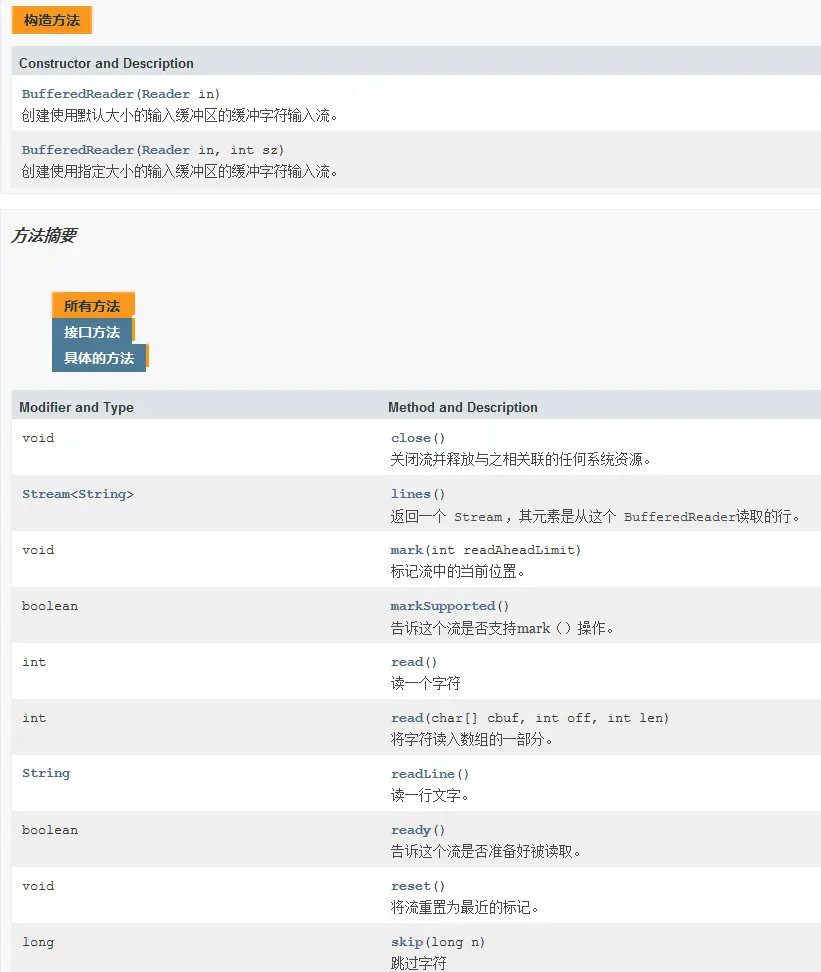 构造方法
Constructor and Description
BufferedReader(Reader in)
创建使用默认大小的输入缓冲区的缓冲字符输入流。
BufferedReader(Reader in, int sz)
创建使用指定大小的输入缓冲区的缓冲字符输入流。
方法摘要
所有方法
接口方法
具体的方法
Modifier and Type Method and Description
void close()
关闭流并释放与之相关联的任何系统资源。
Stream<String> lines()
返回一个 Stream，其元素是从这个 BufferedReader读取的行。
void mark(int readAheadLimit)
标记流中的当前位置。
boolean markSupported()
告诉这个流是否支持mark（）操作。
int read()
读一个字符
int read(char[] cbuf, int off, int len)
将字符读入数组的一部分。
String readLine()
读一行文字。
boolean ready()
告诉这个流是否准备好被读取。
void reset()
将流重置为最近的标记。
long skip(long n)
跳过字符